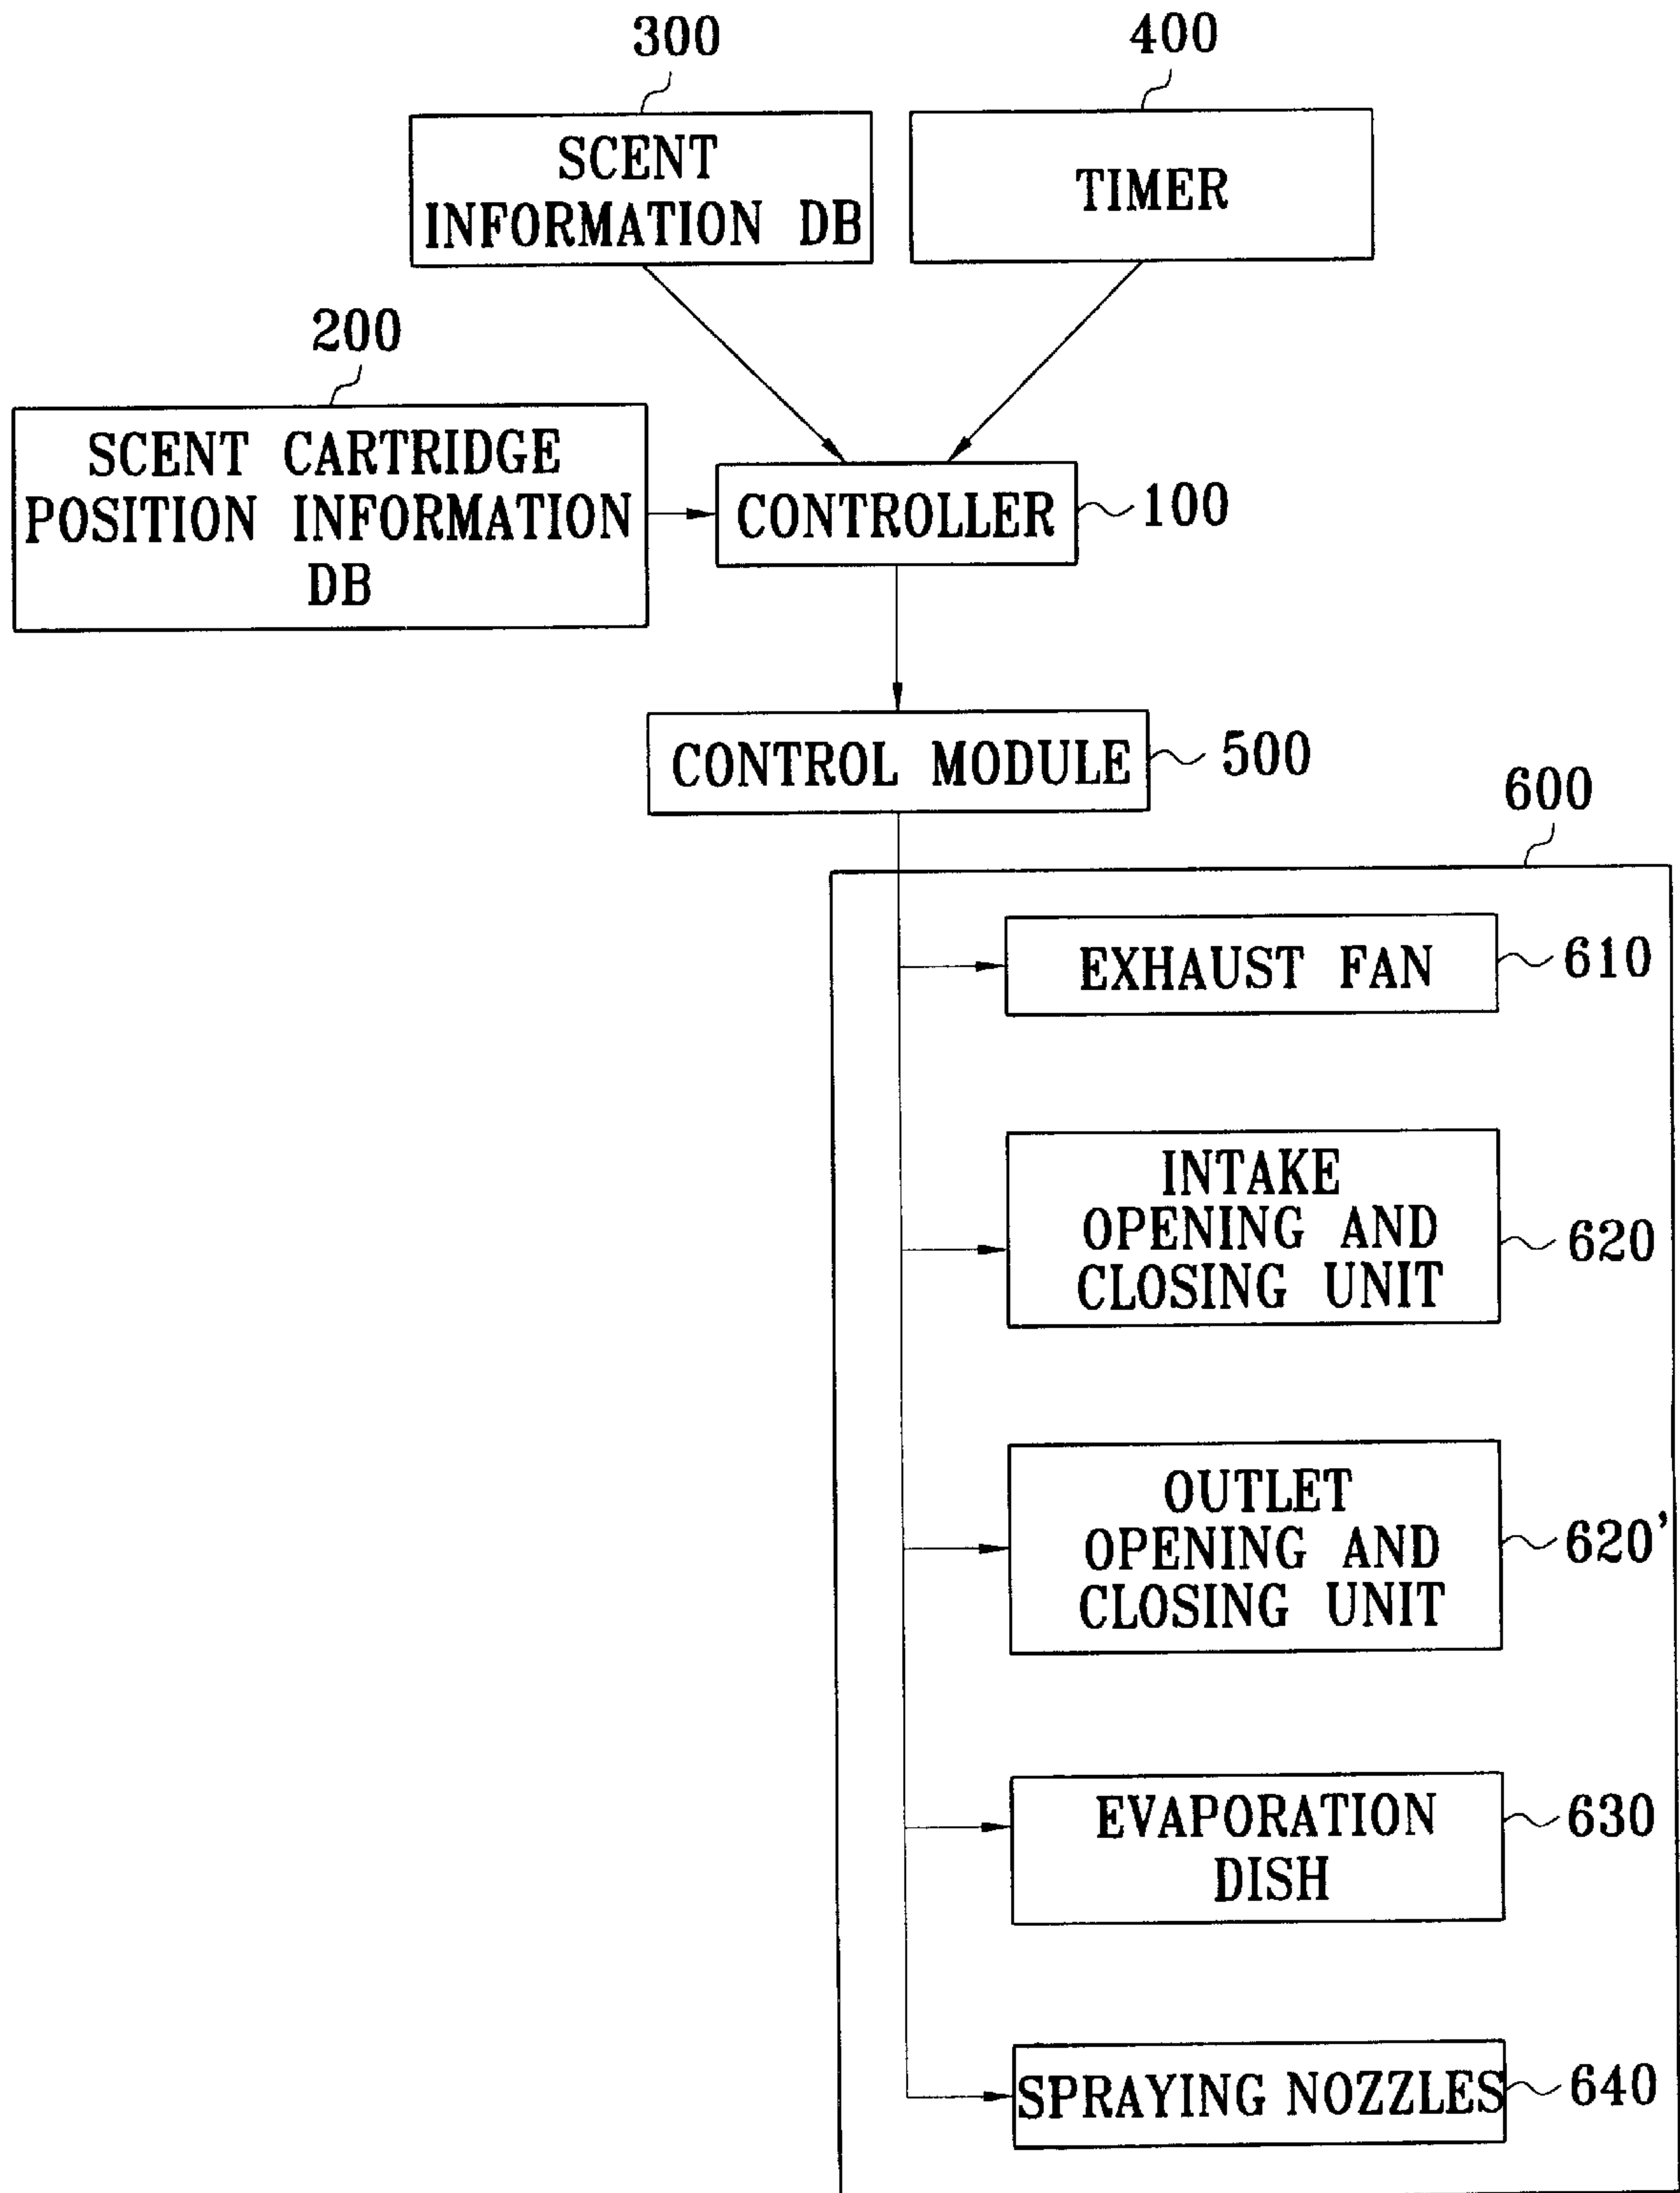 300
400
SCENT
INFORMATION DB
TIMER
200
SCENT CARTRIDGE
POSITION INFORMATION
DB
CONTROLLER
100
CONTROL MODULE
500
600
EXHAUST FAN
610
INTAKE
OPENING AND
CLOSING UNIT
620
OUTLET
OPENING AND
CLOSING UNIT
620'
EVAPORATION
DISH
630
SPRAYING NOZZLES
640